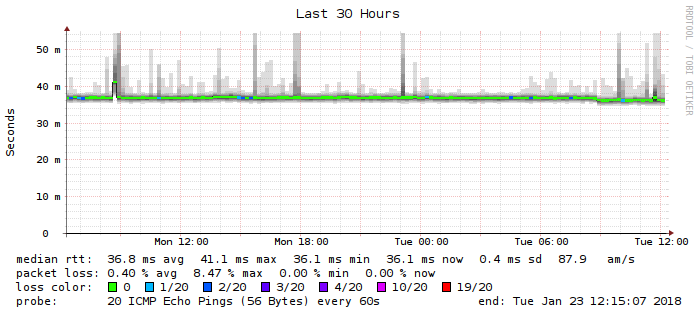 Last 30 Hours
RRDTOOL / TOBI OETIKER
Seconds
50 m
40 m
30 m
20 m
10 m
0
Mon 12:00 Mon 18:00 Tue 00:00 Tue 06:00 Tue 12:00
median rtt: 36.8 ms avg 41.1 ms max 36.1 ms min 36.1 ms now 0.4 ms sd 87.9 am/s
packet loss: 0.40 % avg 8.47 % max 0.00 % min 0.00 % now
loss color: 0 1/20 2/20 3/20 4/20 10/20 19/20
probe: 20 ICMP Echo Pings (56 Bytes) every 60s end: Tue Jan 23 12:15:07 2018